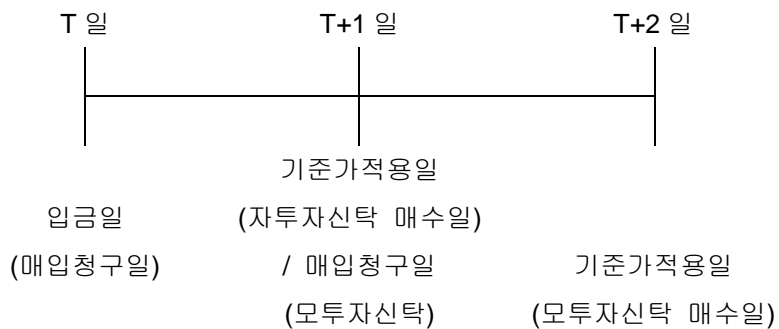 T 일 T+1 일 T+2 일
기준가적용일
입금일 (자투자신탁 매수일)
(매입청구일) / 매입청구일 기준가적용일
(모투자신탁) (모투자신탁 매수일)